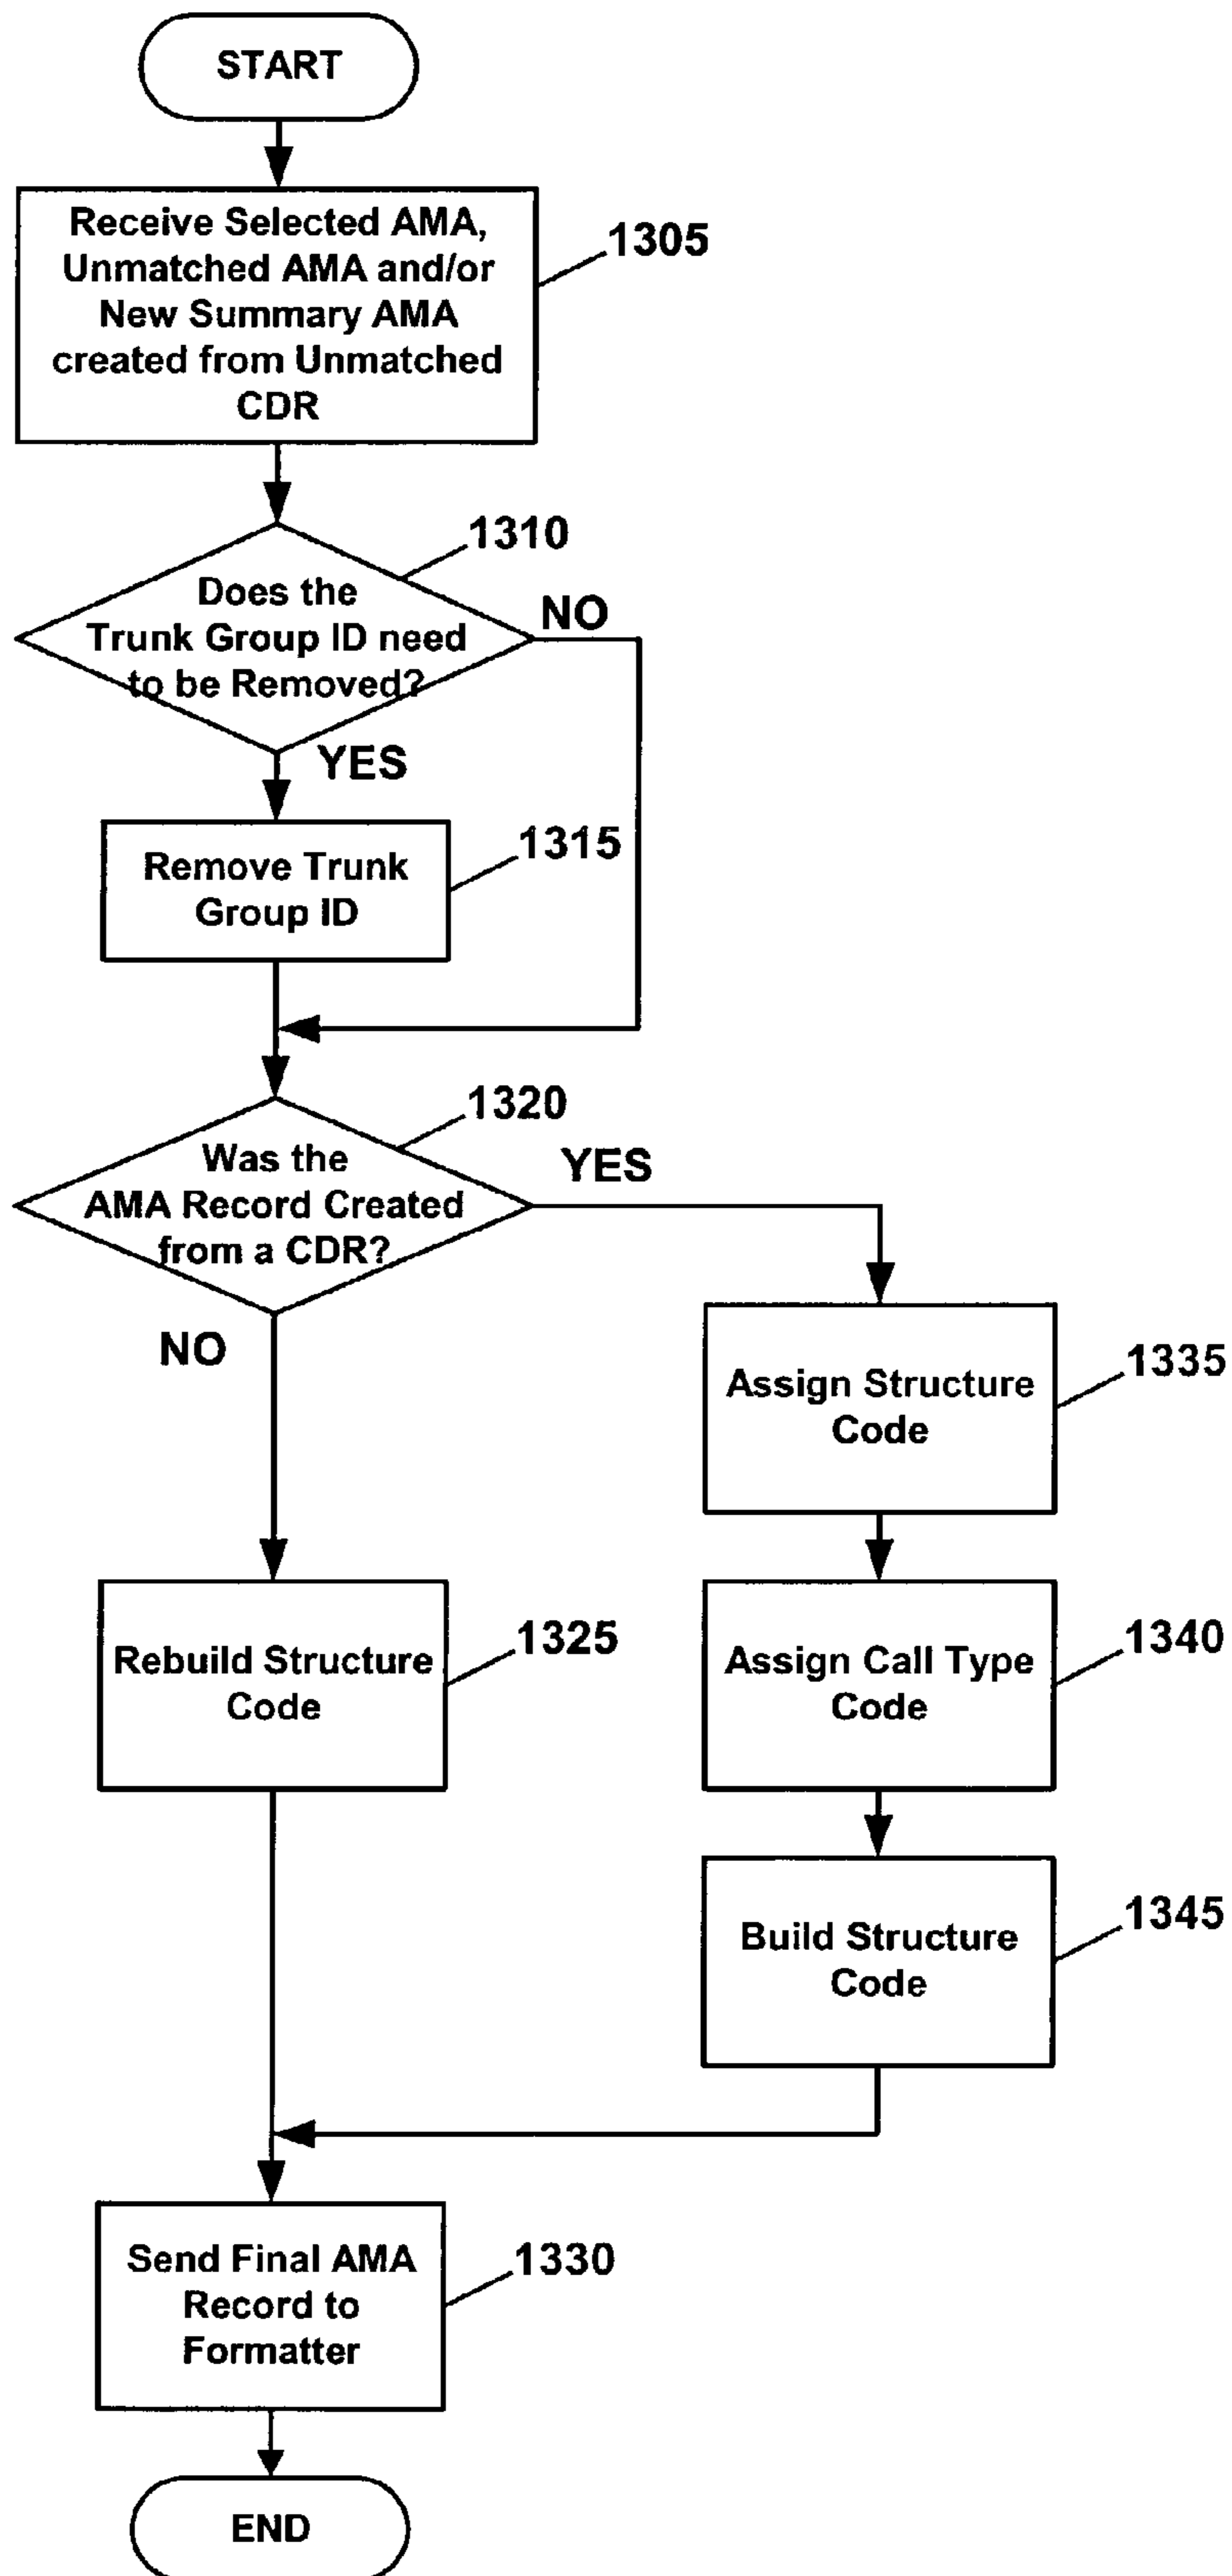 START
Receive Selected AMA,
Unmatched AMA and/or
New Summary AMA
created from Unmatched
CDR
1305
1310
Does the
Trunk Group ID need
to be Removed?
NO
YES
Remove Trunk
Group ID
1315
1320
Was the
AMA Record Created
from a CDR?
YES
NO
Assign Structure
Code
1335
Rebuild Structure
Code
1325
Assign Call Type
Code
1340
Build Structure
Code
1345
Send Final AMA
Record to
Formatter
1330
END